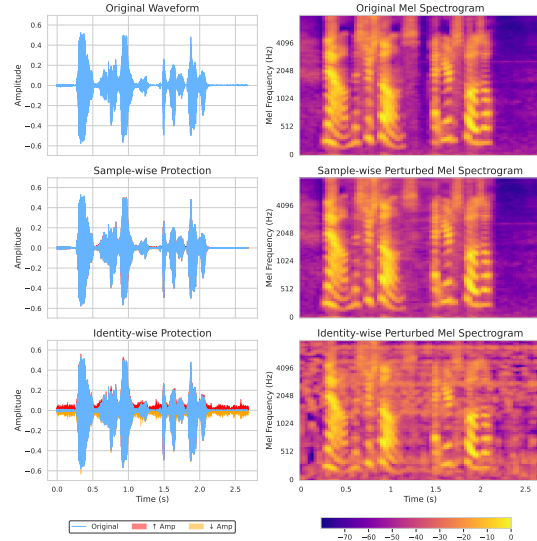 Original Waveform
Original Mel Spectrogram
0.6
0.4
0.2
0.0
−0.2
−0.4
−0.6
Amplitude
4096
2048
1024
512
0
Mel Frequency (Hz)
Sample-wise Protection
Sample-wise Perturbed Mel Spectrogram
0.6
0.4
0.2
0.0
−0.2
−0.4
−0.6
Amplitude
4096
2048
1024
512
0
Mel Frequency (Hz)
Identity-wise Protection
Identity-wise Perturbed Mel Spectrogram
0.6
0.4
0.2
0.0
−0.2
−0.4
−0.6
Amplitude
4096
2048
1024
512
0
Mel Frequency (Hz)
0.0 0.5 1.0 1.5 2.0 2.5
Time (s)
0 0.5 1 1.5 2 2.5
Time (s)
Original ↑ Amp ↓ Amp
−70 −60 −50 −40 −30 −20 −10 0